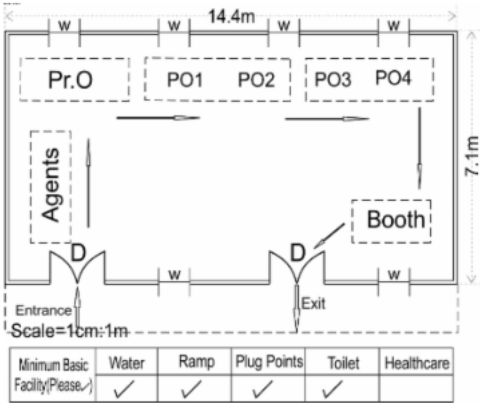 14.4m
W W W
Pr.O PO1 PO2 PO3 PO4
7.1m
Agents
Booth
D D
W W
Entrance Exit
Scale=1cm:1m
Minimum Basic Water Ramp Plug Points Toilet Healthcare
Facility(Please✓) ✓ ✓ ✓ ✓